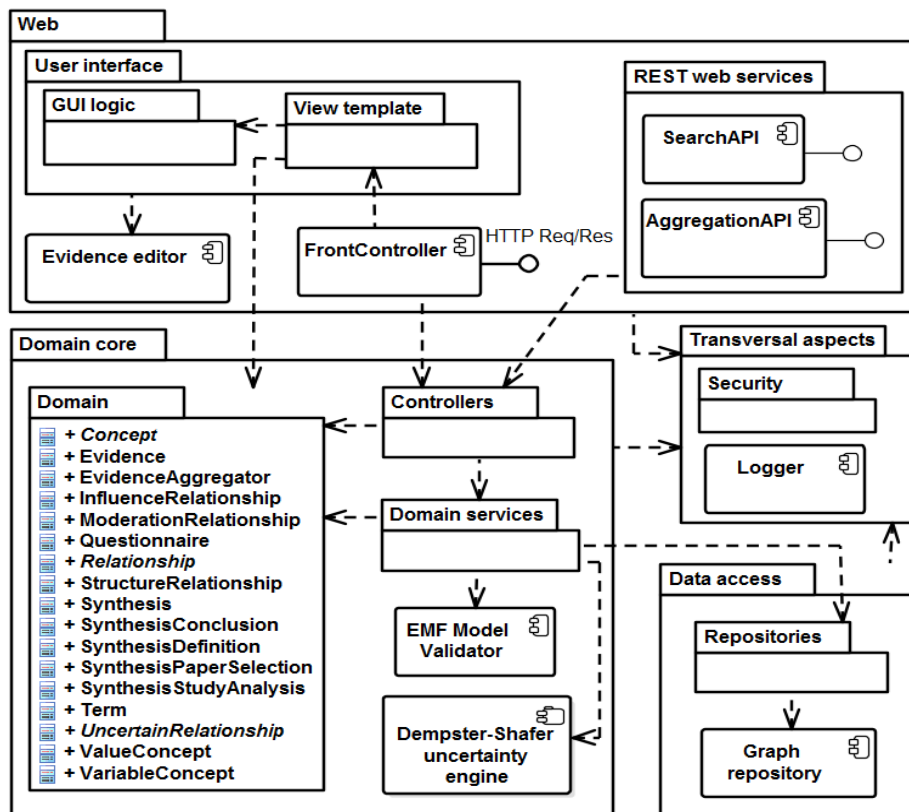 Web
User interface
GUI logic
View template
REST web services
SearchAPI
AggregationAPI
Evidence editor
FrontController
HTTP Req/Res
Domain core
Domain
+ Concept
+ Evidence
+ EvidenceAggregator
+ InfluenceRelationship
+ ModerationRelationship
+ Questionnaire
+ Relationship
+ StructureRelationship
+ Synthesis
+ SynthesisConclusion
+ SynthesisDefinition
+ SynthesisPaperSelection
+ SynthesisStudyAnalysis
+ Term
+ UncertainRelationship
+ ValueConcept
+ VariableConcept
Controllers
Domain services
EMF Model
Validator
Dempster-Shafer
uncertainty
engine
Transversal aspects
Security
Logger
Data access
Repositories
Graph
repository